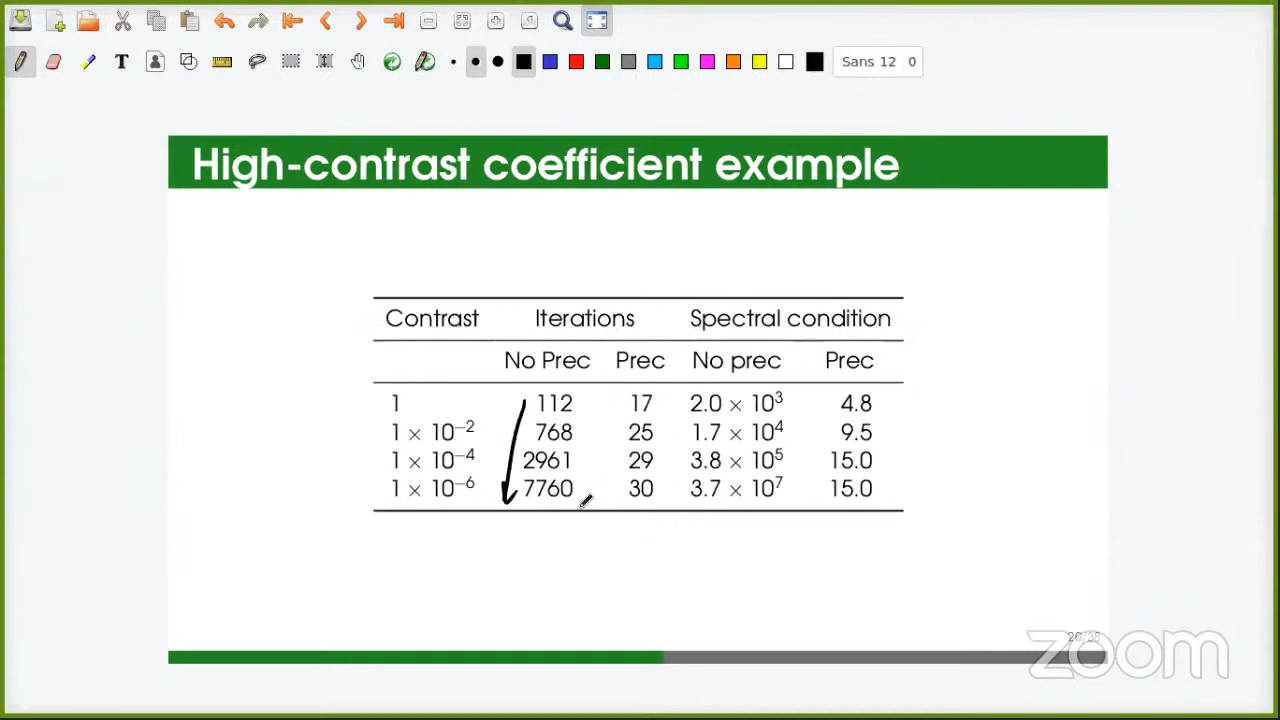 Sans 12 0
High-contrast coefficient example
Contrast Iterations Spectral condition
No Prec Prec No prec Prec
1 112 17 2.0 × 10³ 4.8
1 × 10⁻² 768 25 1.7 × 10⁴ 9.5
1 × 10⁻⁴ 2961 29 3.8 × 10⁵ 15.0
1 × 10⁻⁶ 7760 30 3.7 × 10⁷ 15.0
zoom